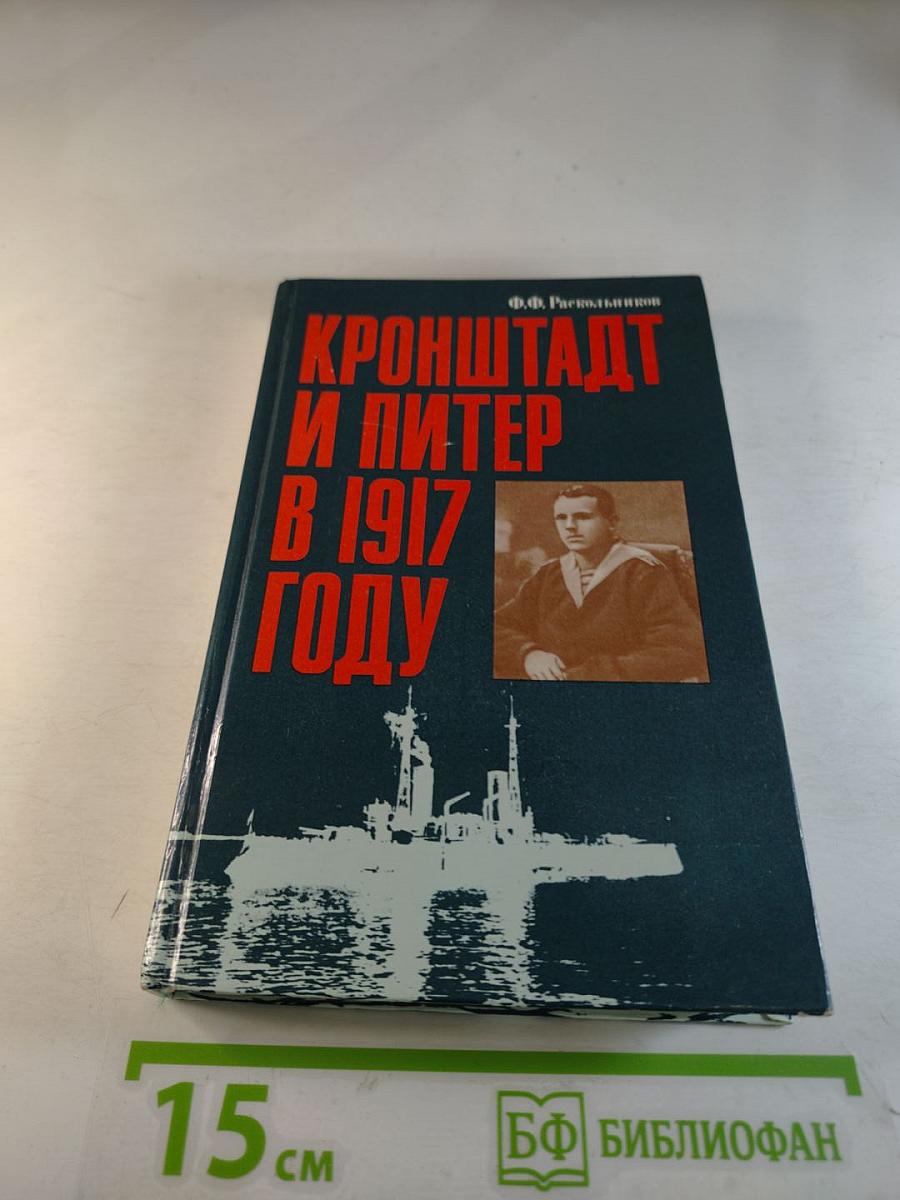 Ф.Ф. Раскольников
КРОНШТАДТ
И ПИТЕР
В 1917
ГОДУ
15 см
БФ БИБЛИОФАН